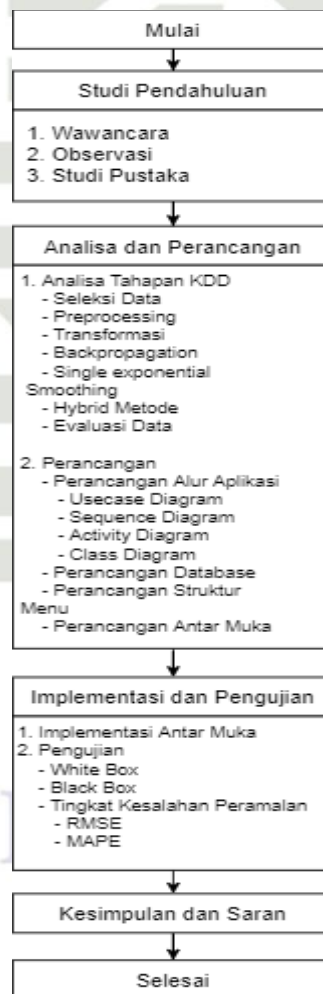 Mulai
Studi Pendahuluan
1. Wawancara
2. Observasi
3. Studi Pustaka
Analisa dan Perancangan
1. Analisa Tahapan KDD
- Seleksi Data
- Preprocessing
- Transformasi
- Backpropagation
- Single exponential
Smoothing
- Hybrid Metode
- Evaluasi Data
2. Perancangan
- Perancangan Alur Aplikasi
- Usecase Diagram
- Sequence Diagram
- Activity Diagram
- Class Diagram
- Perancangan Database
- Perancangan Struktur
Menu
- Perancangan Antar Muka
Implementasi dan Pengujian
1. Implementasi Antar Muka
2. Pengujian
- White Box
- Black Box
- Tingkat Kesalahan Peramalan
- RMSE
- MAPE
Kesimpulan dan Saran
Selesai